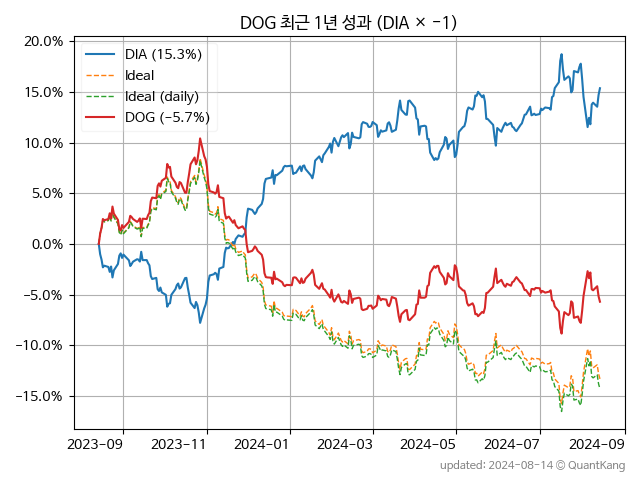 DOG 최근 1년 성과 (DIA × −1)
20.0%
15.0%
10.0%
5.0%
0.0%
−5.0%
−10.0%
−15.0%
DIA (15.3%)
Ideal
Ideal (daily)
DOG (−5.7%)
2023-09
2023-11
2024-01
2024-03
2024-05
2024-07
2024-09
updated: 2024-08-14 © QuantKang